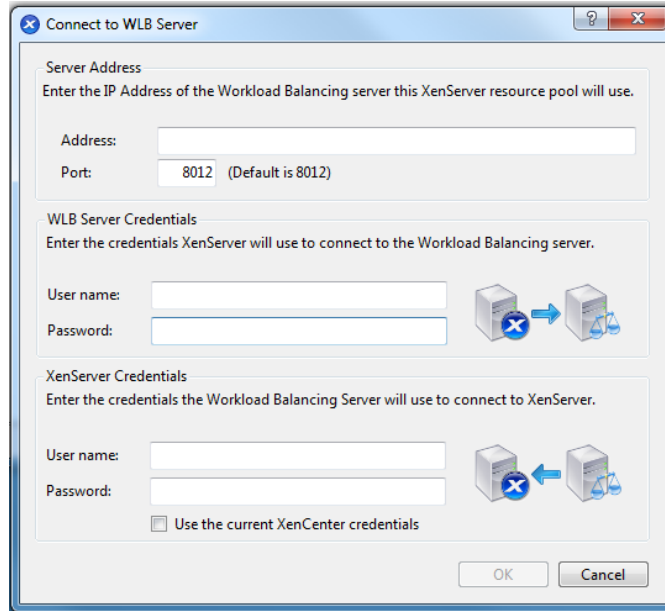 Connect to WLB Server
Server Address
Enter the IP Address of the Workload Balancing server this XenServer resource pool will use.
Address:
Port: 8012 (Default is 8012)
WLB Server Credentials
Enter the credentials XenServer will use to connect to the Workload Balancing server.
User name:
Password:
XenServer Credentials
Enter the credentials the Workload Balancing Server will use to connect to XenServer.
User name:
Password:
Use the current XenCenter credentials
OK Cancel